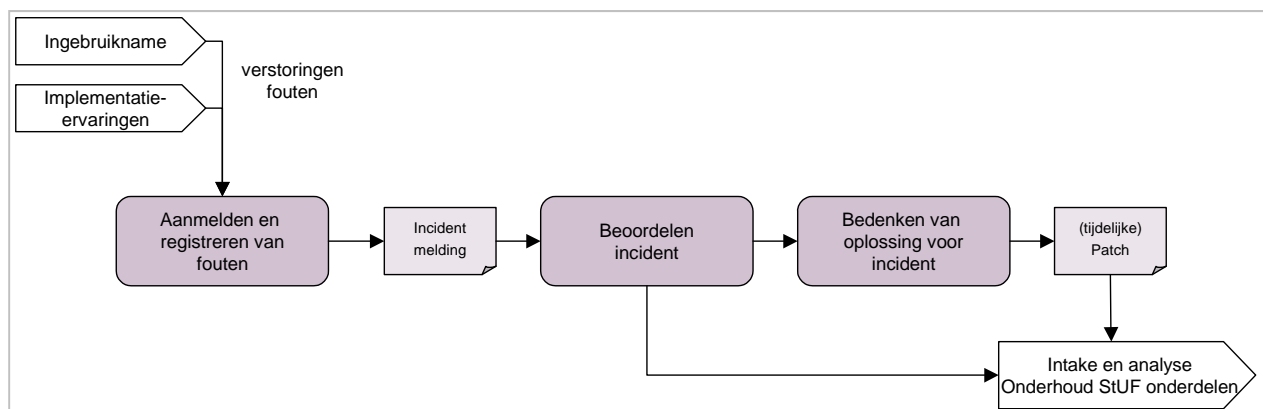 Ingebruikname
verstoringen
fouten
Implementatie-
ervaringen
Aanmelden en
registreren van
fouten
Incident
melding
Beoordelen
incident
Bedenken van
oplossing voor
incident
(tijdelijke)
Patch
Intake en analyse
Onderhoud StUF onderdelen